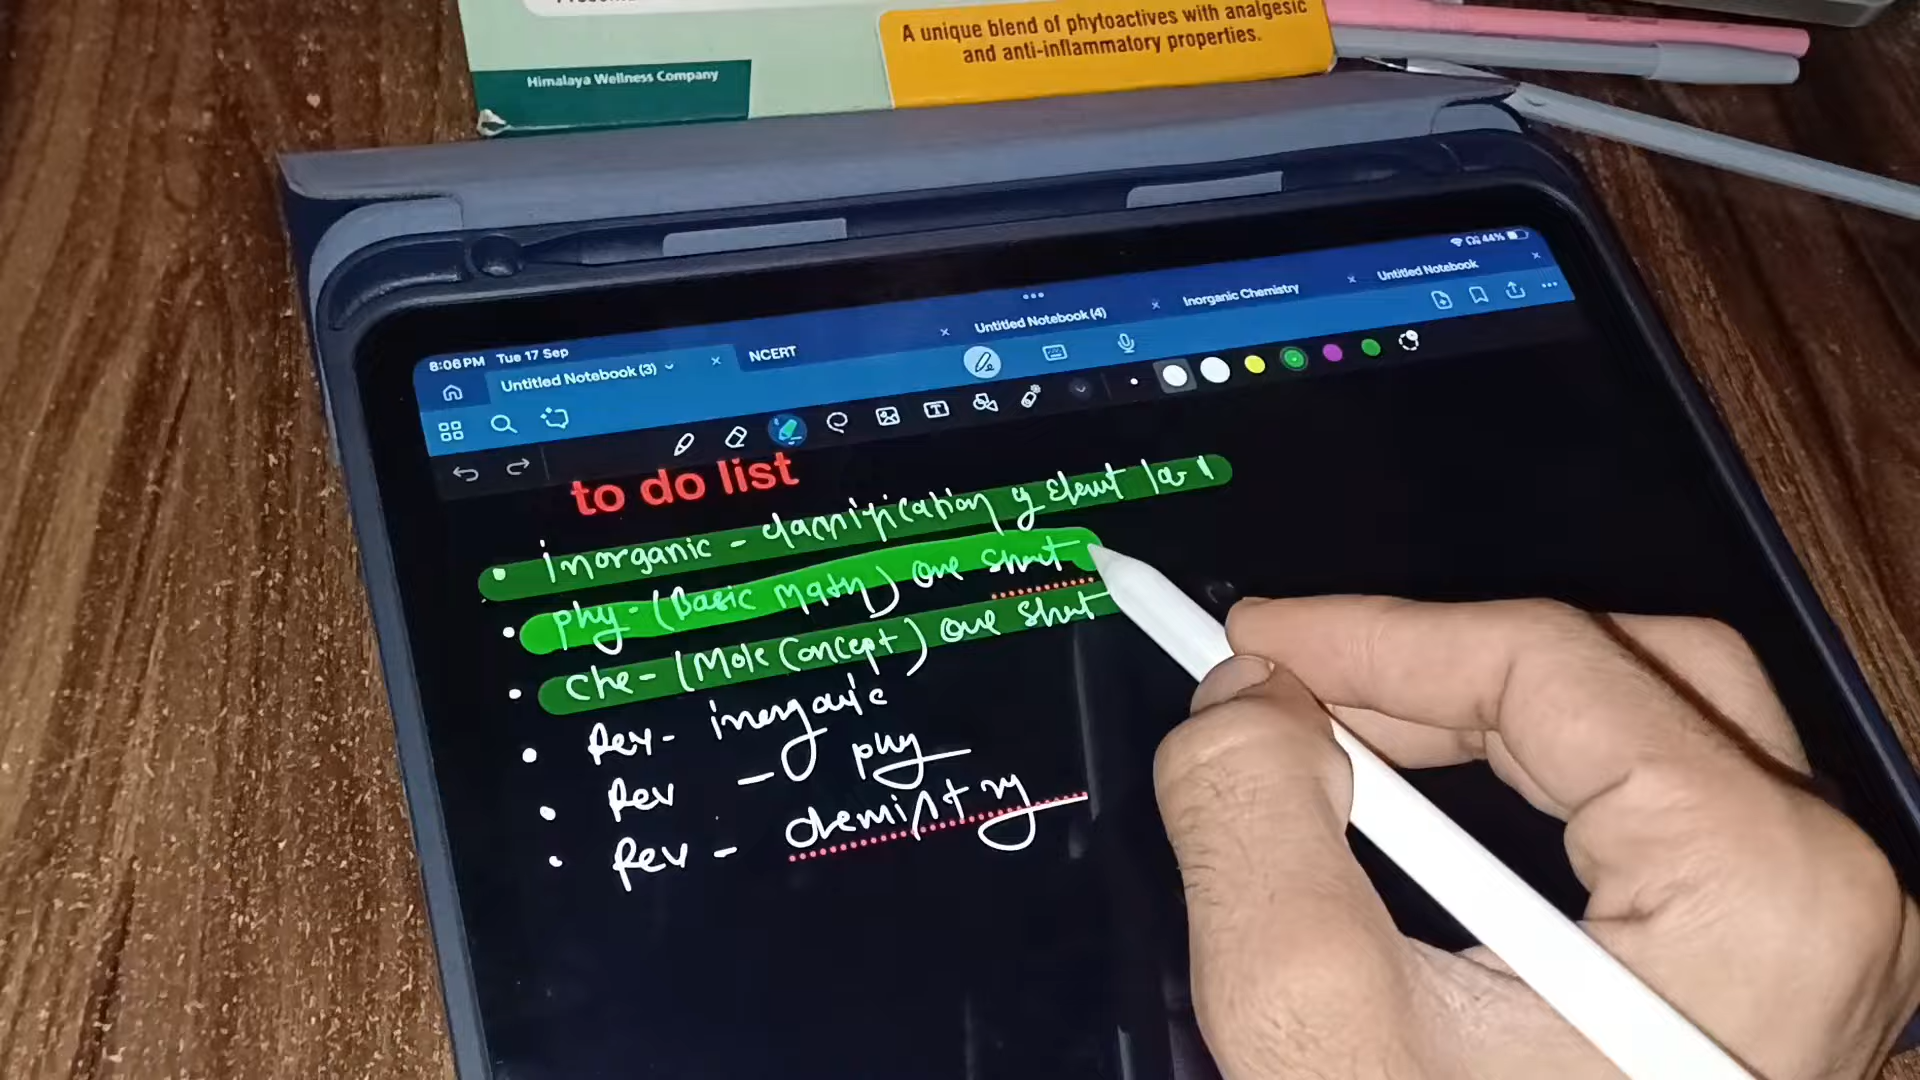 A unique blend of phytoactives with analgesic
and anti-inflammatory properties.
Himalaya Wellness Company
44%
8:06 PM Tue 17 Sep
Untitled Notebook (3)
NCERT
Untitled Notebook (4)
Inorganic Chemistry
Untitled Notebook
to do list
• inorganic - classification of
• phy - (Basic Math) one shot
• Che - (Mole Concept) one shot
• Rev - inorganic
• Rev - phy
• Rev - chemistry